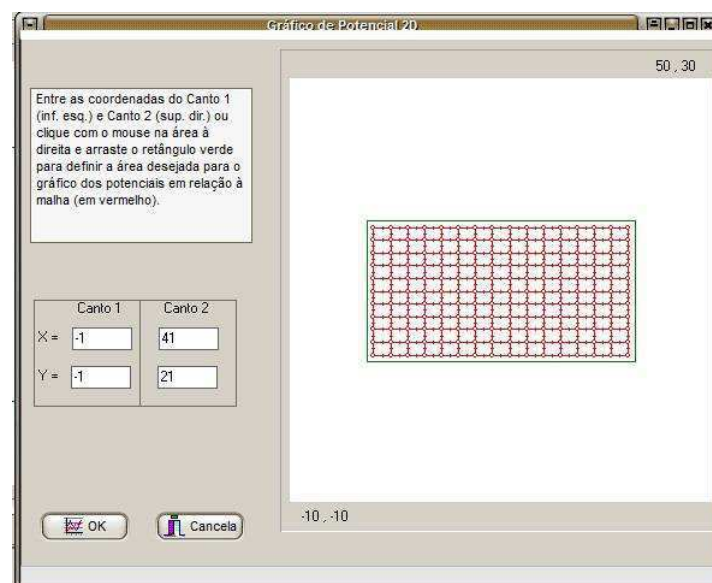 Gráfico de Potencial 2D.
50 , 30
Entre as coordenadas do Canto 1
(inf. esq.) e Canto 2 (sup. dir.) ou
clique com o mouse na área à
direita e arraste o retângulo verde
para definir a área desejada para o
gráfico dos potenciais em relação à
malha (em vermelho).
Canto 1 Canto 2
X = -1 41
Y = -1 21
-10 , -10
OK Cancela